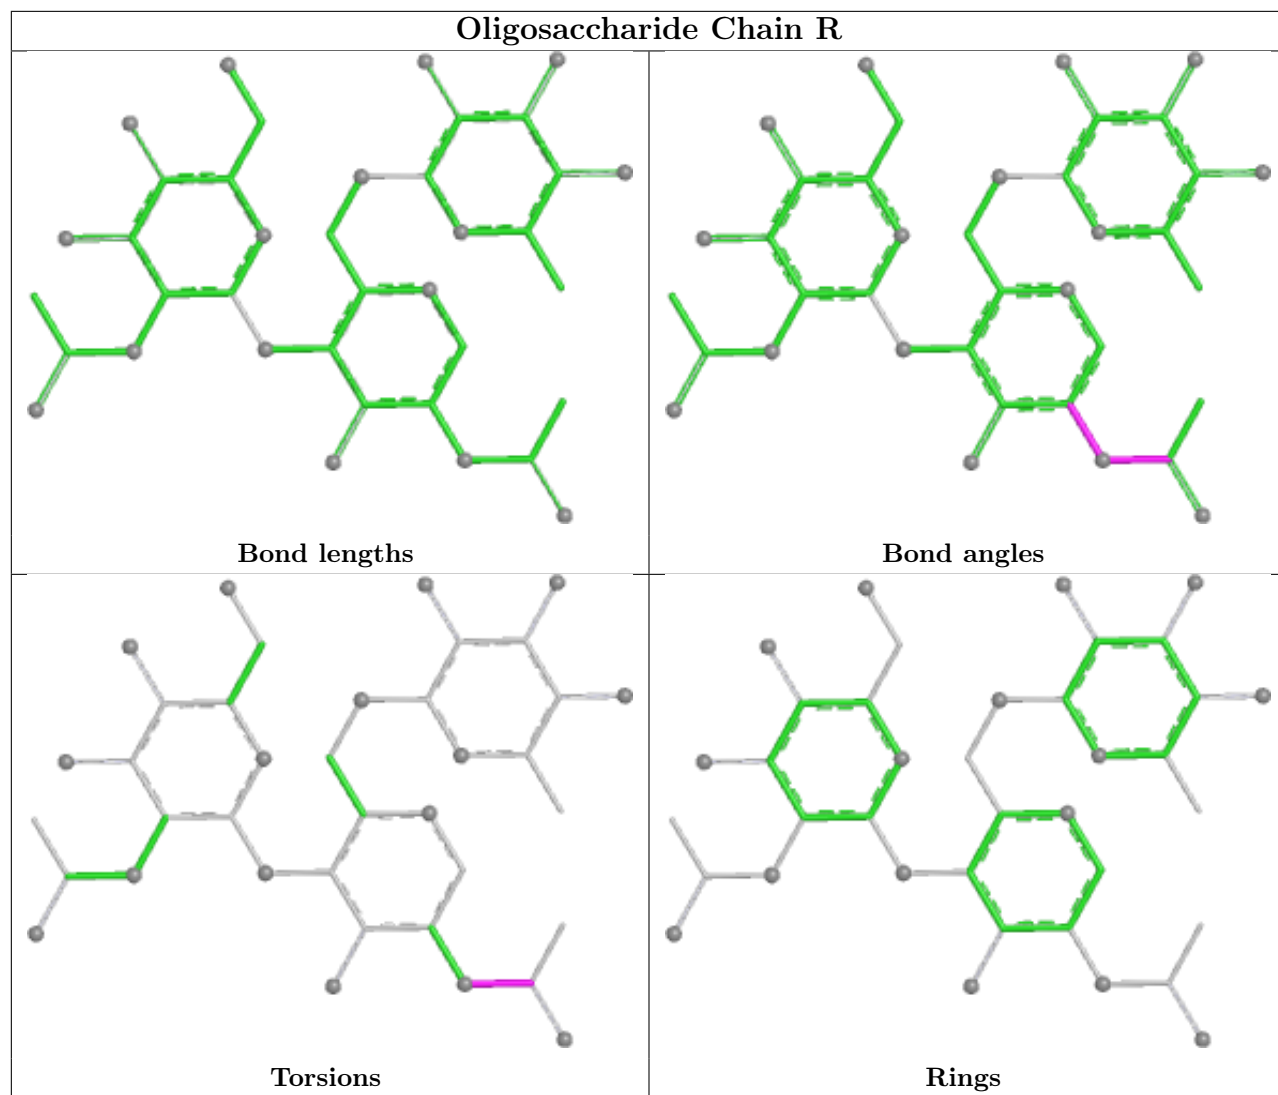 Oligosaccharide Chain R
Bond lengths
Bond angles
Torsions
Rings